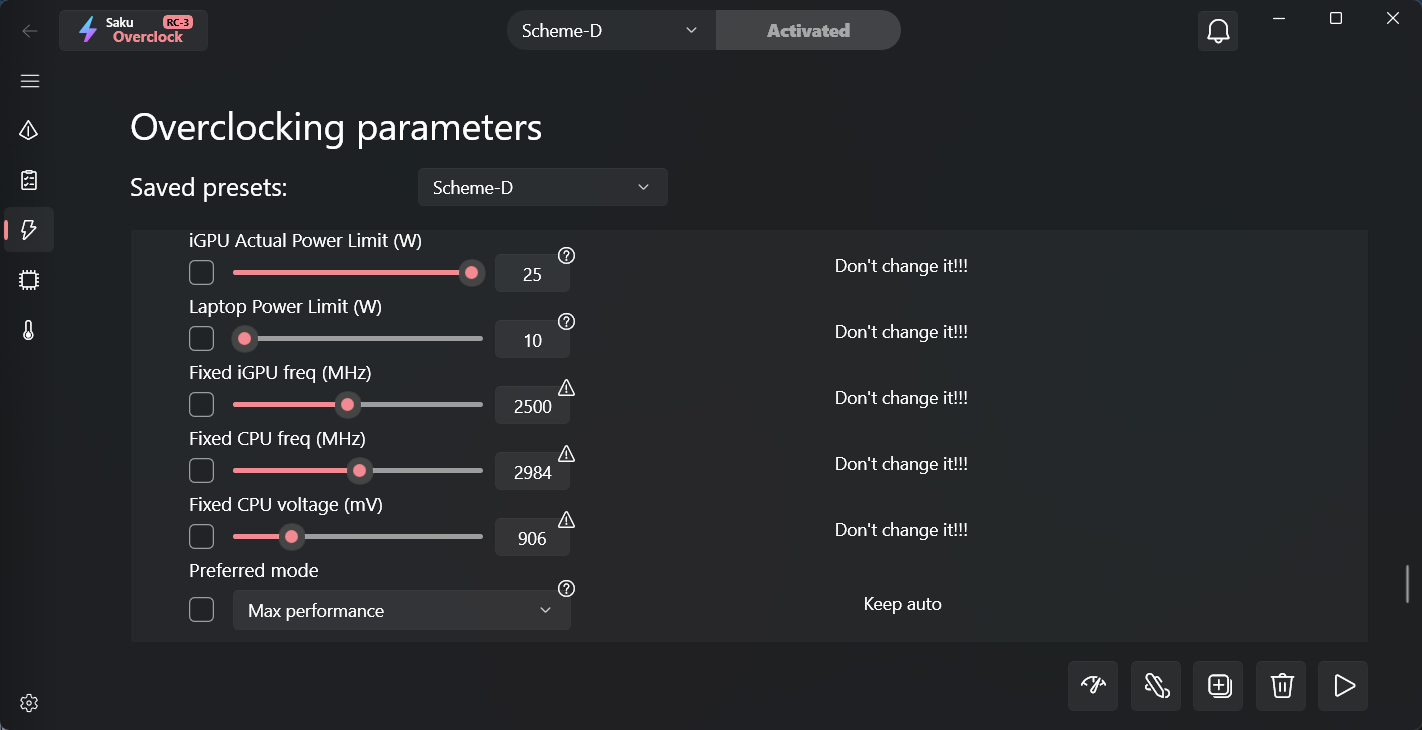 Saku RC-3
Overclock
Scheme-D
Activated
Overclocking parameters
Saved presets:
Scheme-D
iGPU Actual Power Limit (W)
25
Don't change it!!!
Laptop Power Limit (W)
10
Don't change it!!!
Fixed iGPU freq (MHz)
2500
Don't change it!!!
Fixed CPU freq (MHz)
2984
Don't change it!!!
Fixed CPU voltage (mV)
906
Don't change it!!!
Preferred mode
Max performance
Keep auto